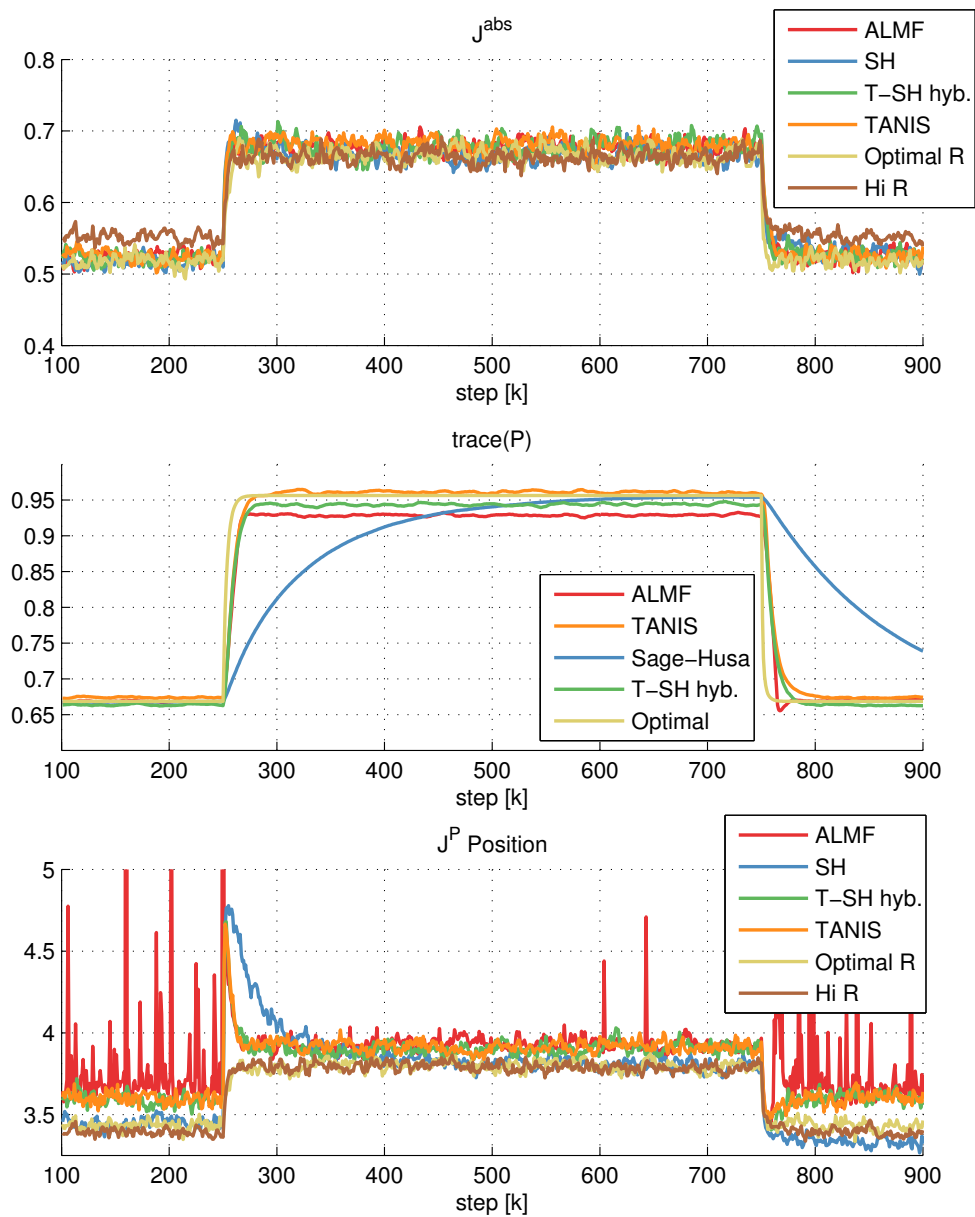 J^abs
ALMF
SH
T−SH hyb.
TANIS
Optimal R
Hi R
0.8
0.7
0.6
0.5
0.4
100 200 300 400 500 600 700 800 900
step [k]
trace(P)
0.95
0.9
0.85
0.8
0.75
0.7
0.65
ALMF
TANIS
Sage−Husa
T−SH hyb.
Optimal
100 200 300 400 500 600 700 800 900
step [k]
J^P Position
ALMF
SH
T−SH hyb.
TANIS
Optimal R
Hi R
5
4.5
4
3.5
100 200 300 400 500 600 700 800 900
step [k]